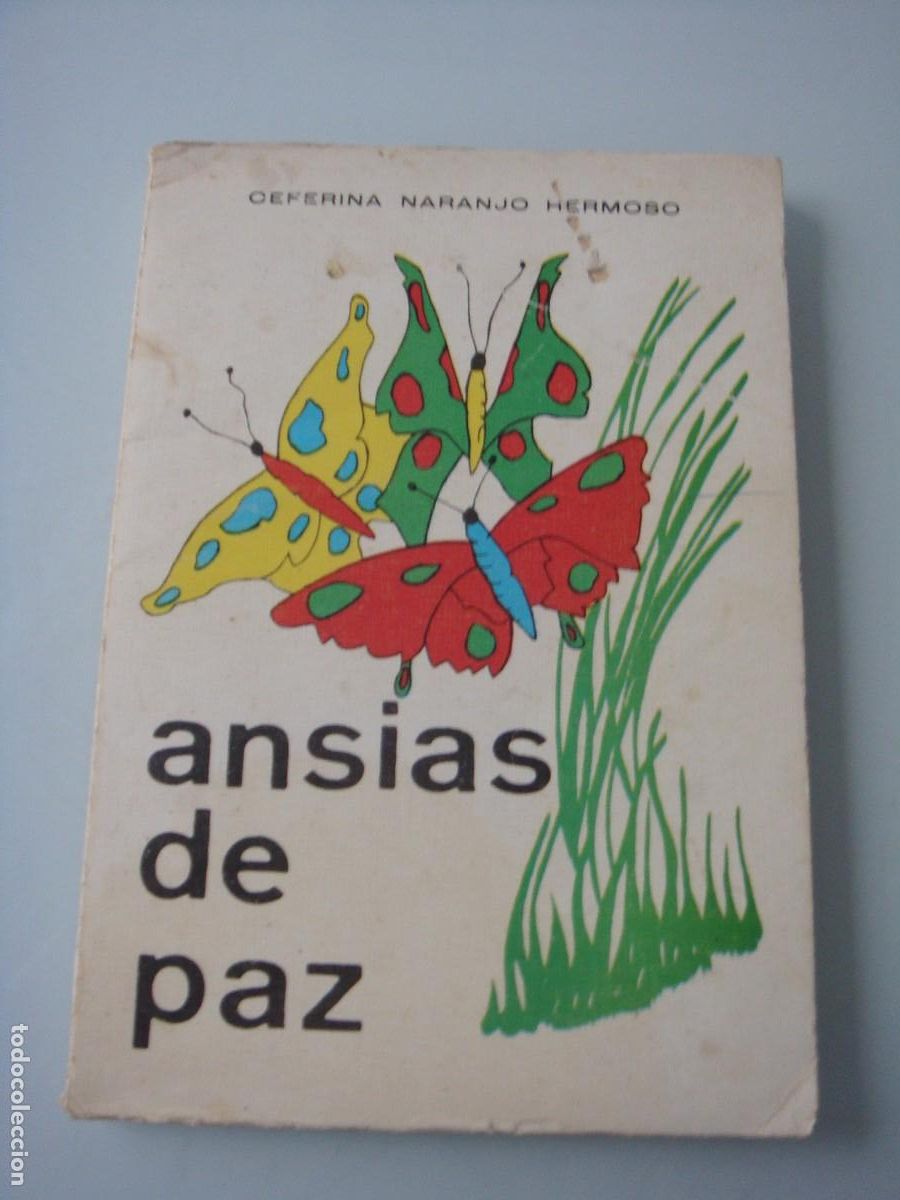 CEFERINA NARANJO HERMOSO
ansias
de
paz
todocoleccion